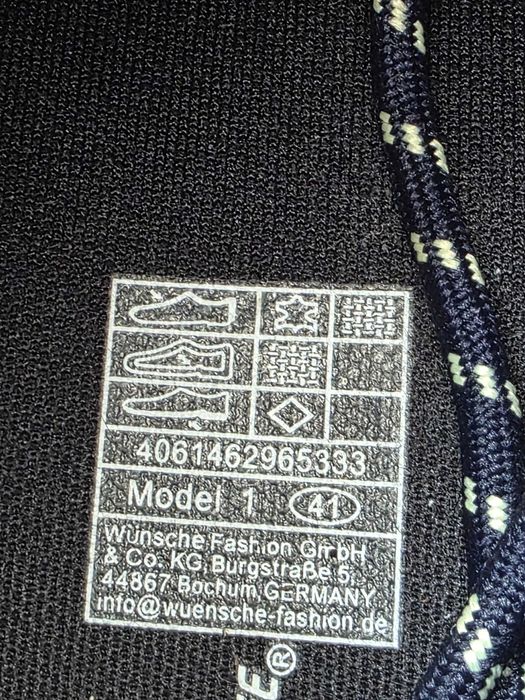 4061462965333
Model 1 41
Wünsche Fashion GmbH
& Co. KG, Burgstraße 5,
44867 Bochum, GERMANY
info@wuensche-fashion.de
E®